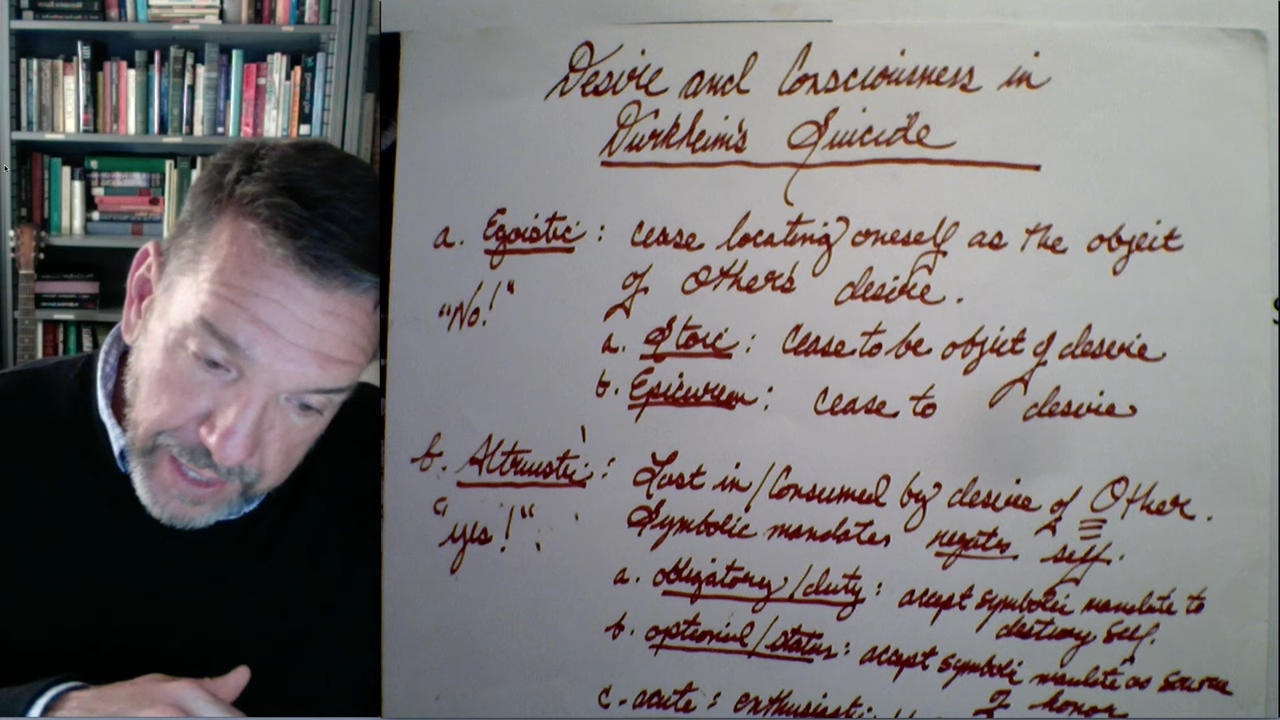 Desire and Consciousness in
Durkheim's Suicide
a. Egoistic : cease locating oneself as the object
of Other's desire.
"No!"
a. Stoic : cease to be object of desire
b. Epicurean : cease to desire
b. Altruistic : Lost in/consumed by desire of Other.
Symbolic mandates negates self.
"yes!"
a. obligatory/duty : accept symbolic mandate to
destroy self.
b. optional/status : accept symbolic mandate as source
of honor
c. acute : enthusiastic